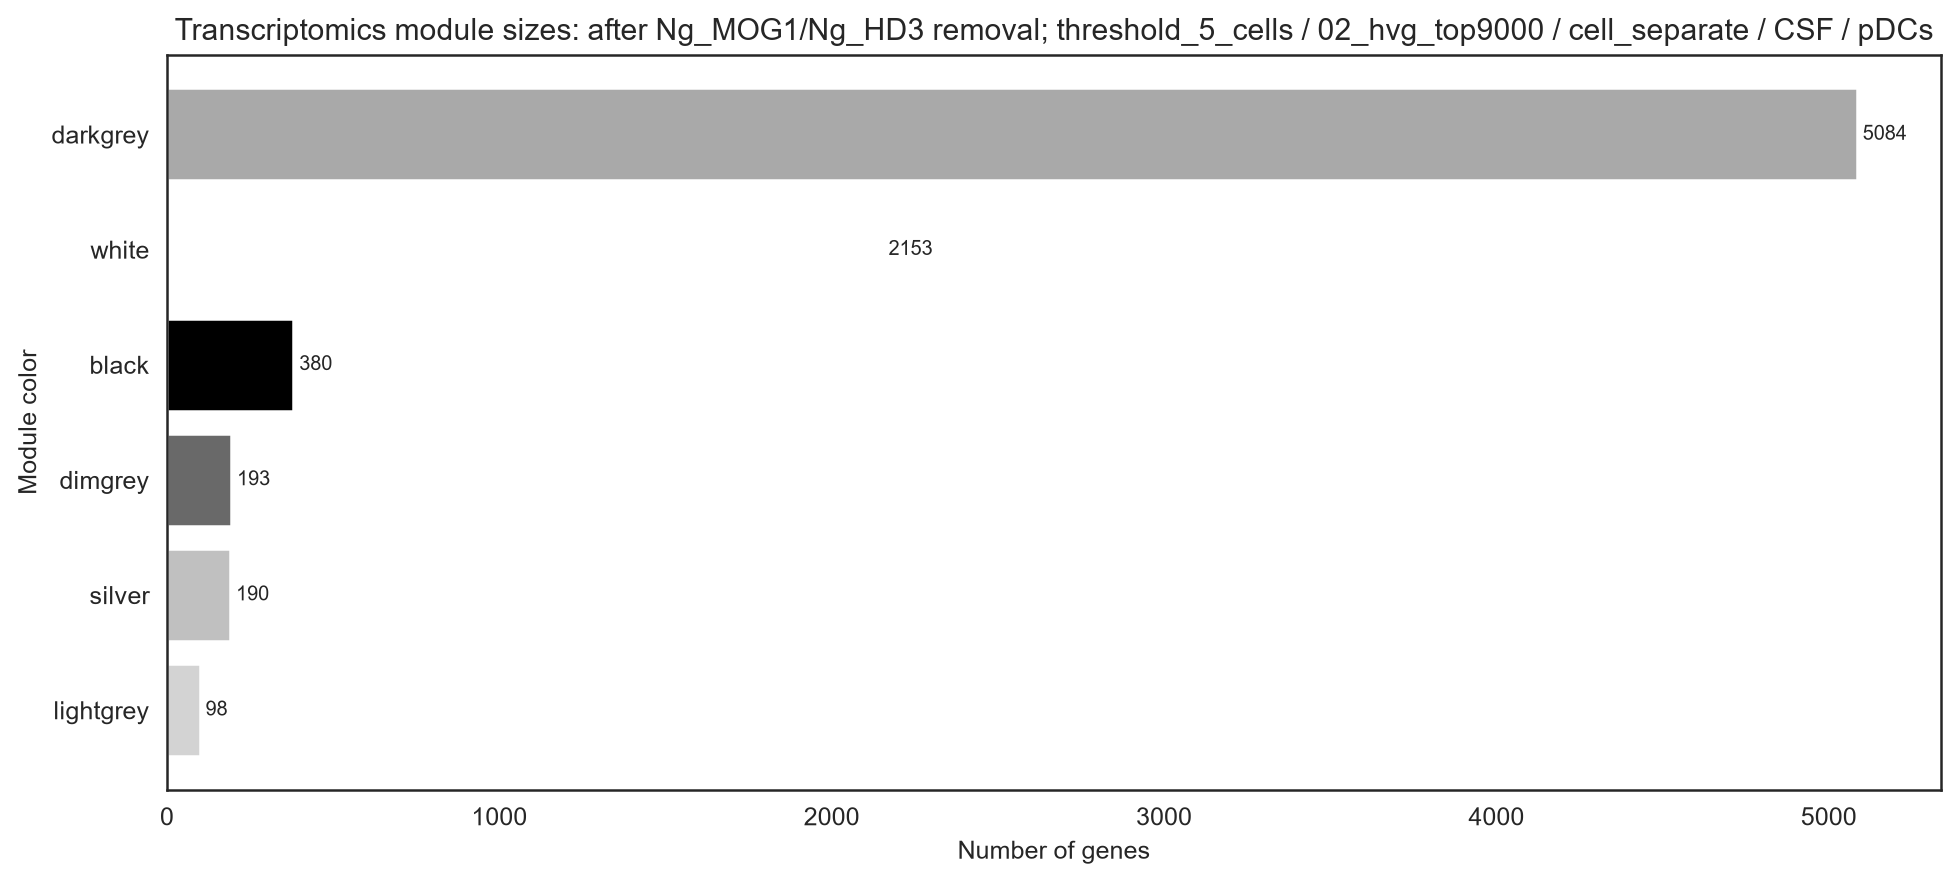 Transcriptomics module sizes: after Ng_MOG1/Ng_HD3 removal; threshold_5_cells / 02_hvg_top9000 / cell_separate / CSF / pDCs
darkgrey
5084
white
2153
black
380
dimgrey
193
silver
190
lightgrey
98
Module color
0 1000 2000 3000 4000 5000
Number of genes